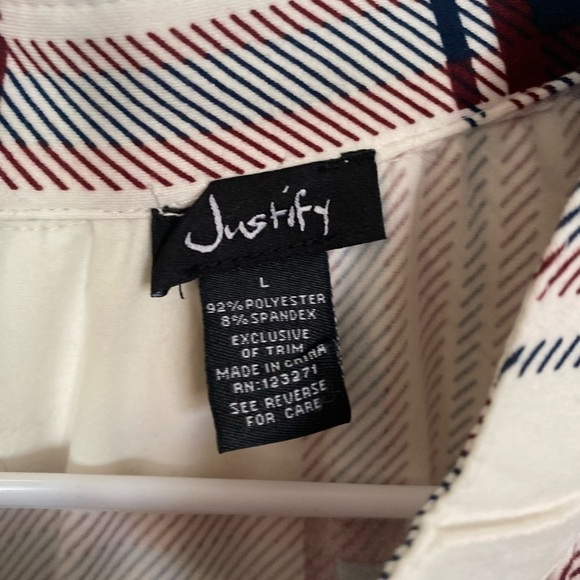 Justify
L
92% POLYESTER
8% SPANDEX
EXCLUSIVE
OF TRIM
MADE IN CHINA
RN:123271
SEE REVERSE
FOR CARE